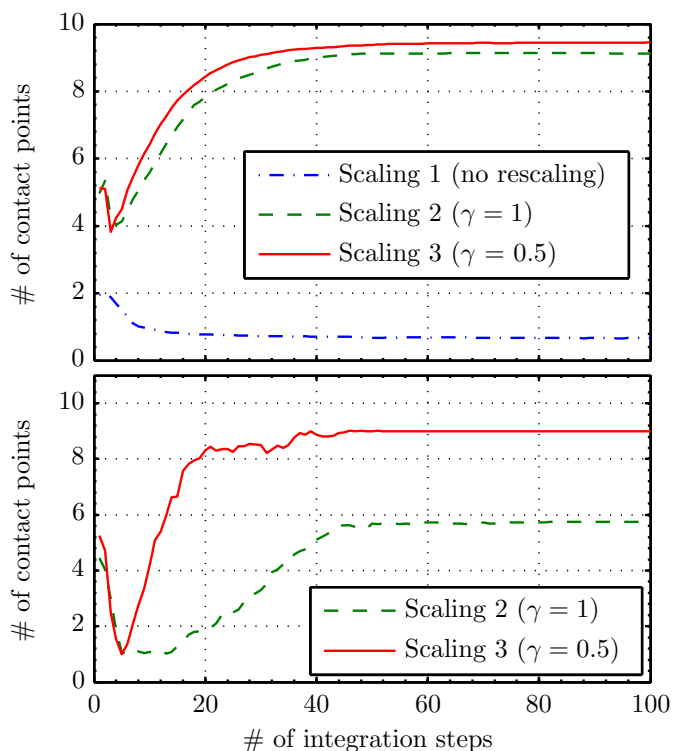 10
8
6
4
2
0
# of contact points
Scaling 1 (no rescaling)
Scaling 2 (γ = 1)
Scaling 3 (γ = 0.5)
10
8
6
4
2
0
# of contact points
Scaling 2 (γ = 1)
Scaling 3 (γ = 0.5)
0 20 40 60 80 100
# of integration steps